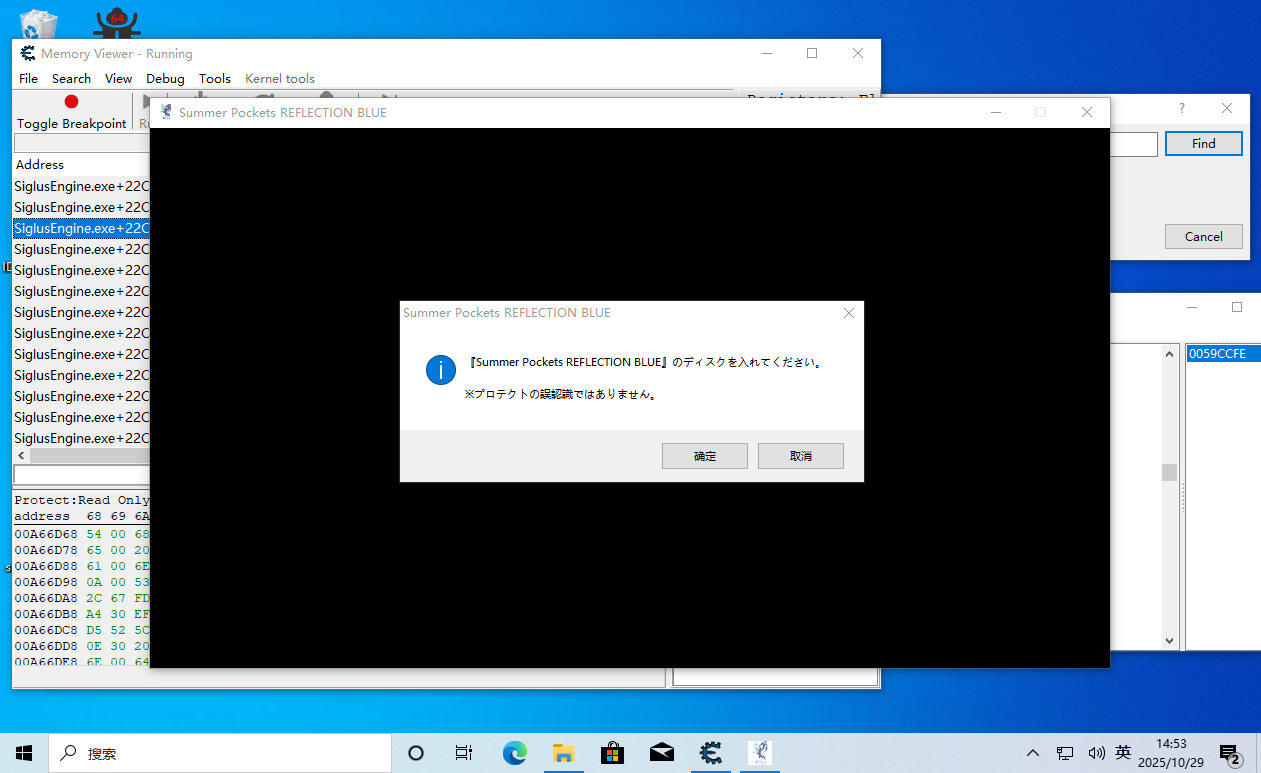 64
Memory Viewer - Running
File Search View Debug Tools Kernel tools
Toggle Breakpoint
Summer Pockets REFLECTION BLUE
?
Find
Cancel
Address
SiglusEngine.exe+22C
SiglusEngine.exe+22C
SiglusEngine.exe+22C
SiglusEngine.exe+22C
SiglusEngine.exe+22C
SiglusEngine.exe+22C
SiglusEngine.exe+22C
SiglusEngine.exe+22C
SiglusEngine.exe+22C
SiglusEngine.exe+22C
SiglusEngine.exe+22C
SiglusEngine.exe+22C
SiglusEngine.exe+22C
Summer Pockets REFLECTION BLUE
『Summer Pockets REFLECTION BLUE』のディスクを入れてください。
※プロテクトの誤認識ではありません。
确定 取消
0059CCFE
Protect:Read Only
address 68 69 6A
00A66D68 54 00 68
00A66D78 65 00 20
00A66D88 61 00 6E
00A66D98 0A 00 53
00A66DA8 2C 67 FD
00A66DB8 A4 30 EF
00A66DC8 D5 52 5C
00A66DD8 0E 30 20
00A66DE8 6E 00 64
搜索
英
14:53
2025/10/29
2